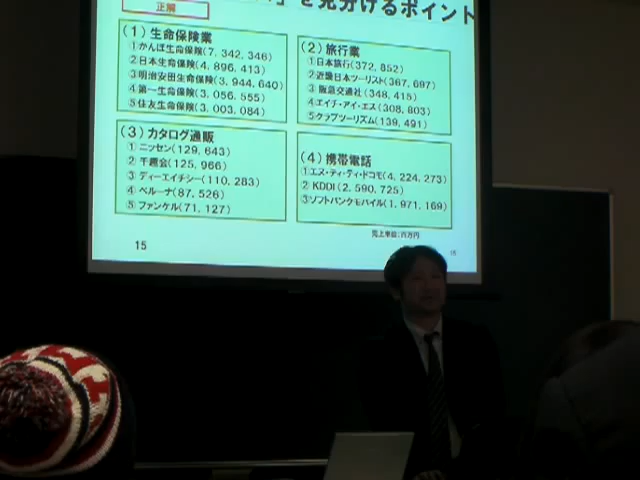 」を見分けるポイント
正解
(1)生命保険業
①かんぽ生命保険(7,342,346)
②日本生命保険(4,896,413)
③明治安田生命保険(3,944,640)
④第一生命保険(3,056,555)
⑤住友生命保険(3,003,084)
(2)旅行業
①日本旅行(372,852)
②近畿日本ツーリスト(367,697)
③阪急交通社(348,415)
④エイチ・アイ・エス(308,803)
⑤クラブツーリズム(139,491)
(3)カタログ通販
①ニッセン(129,643)
②千趣会(125,966)
③ディーエイチシー(110,283)
④ベルーナ(87,526)
⑤ファンケル(71,127)
(4)携帯電話
①エヌ・ティ・ティ・ドコモ(4,224,273)
②KDDI(2,590,725)
③ソフトバンクモバイル(1,971,169)
売上単位:百万円
15
15